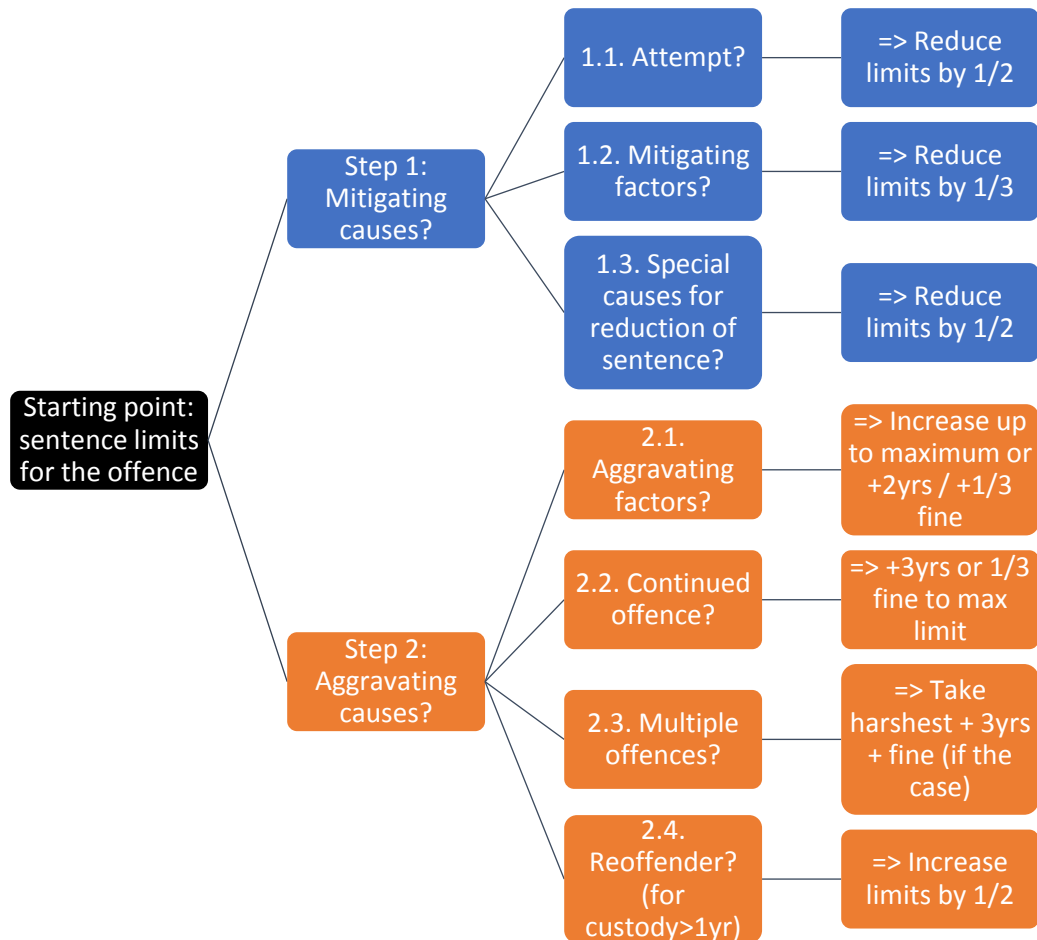 Starting point:
sentence limits
for the offence
Step 1:
Mitigating
causes?
1.1. Attempt?
=> Reduce
limits by 1/2
1.2. Mitigating
factors?
=> Reduce
limits by 1/3
1.3. Special
causes for
reduction of
sentence?
=> Reduce
limits by 1/2
Step 2:
Aggravating
causes?
2.1.
Aggravating
factors?
=> Increase up
to maximum or
+2yrs / +1/3
fine
2.2. Continued
offence?
=> +3yrs or 1/3
fine to max
limit
2.3. Multiple
offences?
=> Take
harshest + 3yrs
+ fine (if the
case)
2.4.
Reoffender?
(for
custody>1yr)
=> Increase
limits by 1/2